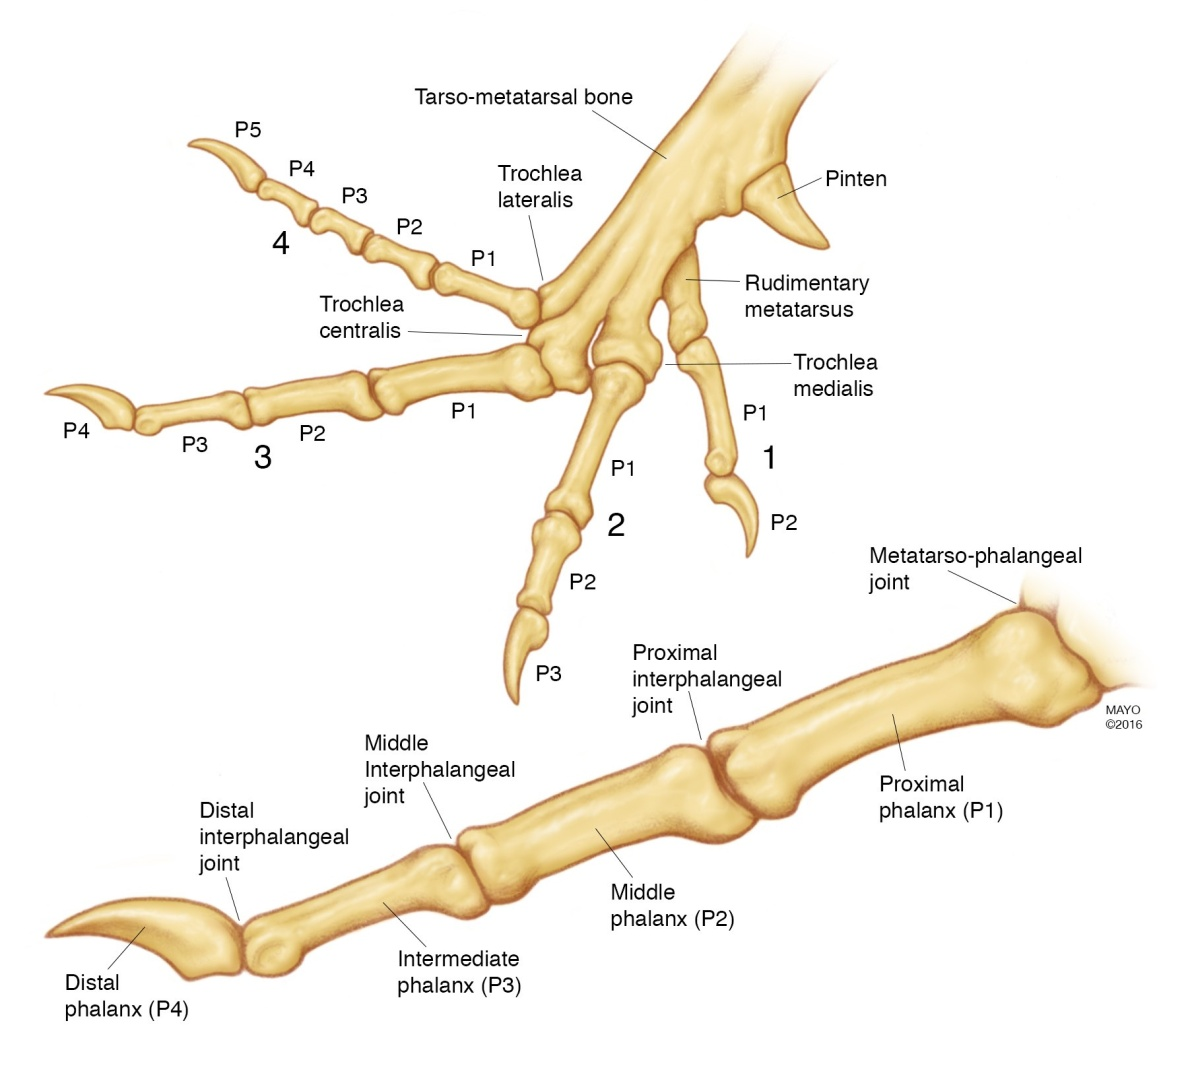 Tarso-metatarsal bone
P5
P4
Trochlea
lateralis
Pinten
P3
P2
4
P1
Rudimentary
metatarsus
Trochlea
centralis
Trochlea
medialis
P1
P1
P4
P3
3
P2
1
P1
2
P2
P2
P3
Metatarso-phalangeal
joint
Proximal
interphalangeal
joint
MAYO
©2016
Middle
Interphalangeal
joint
Proximal
phalanx (P1)
Distal
interphalangeal
joint
Middle
phalanx (P2)
Intermediate
phalanx (P3)
Distal
phalanx (P4)